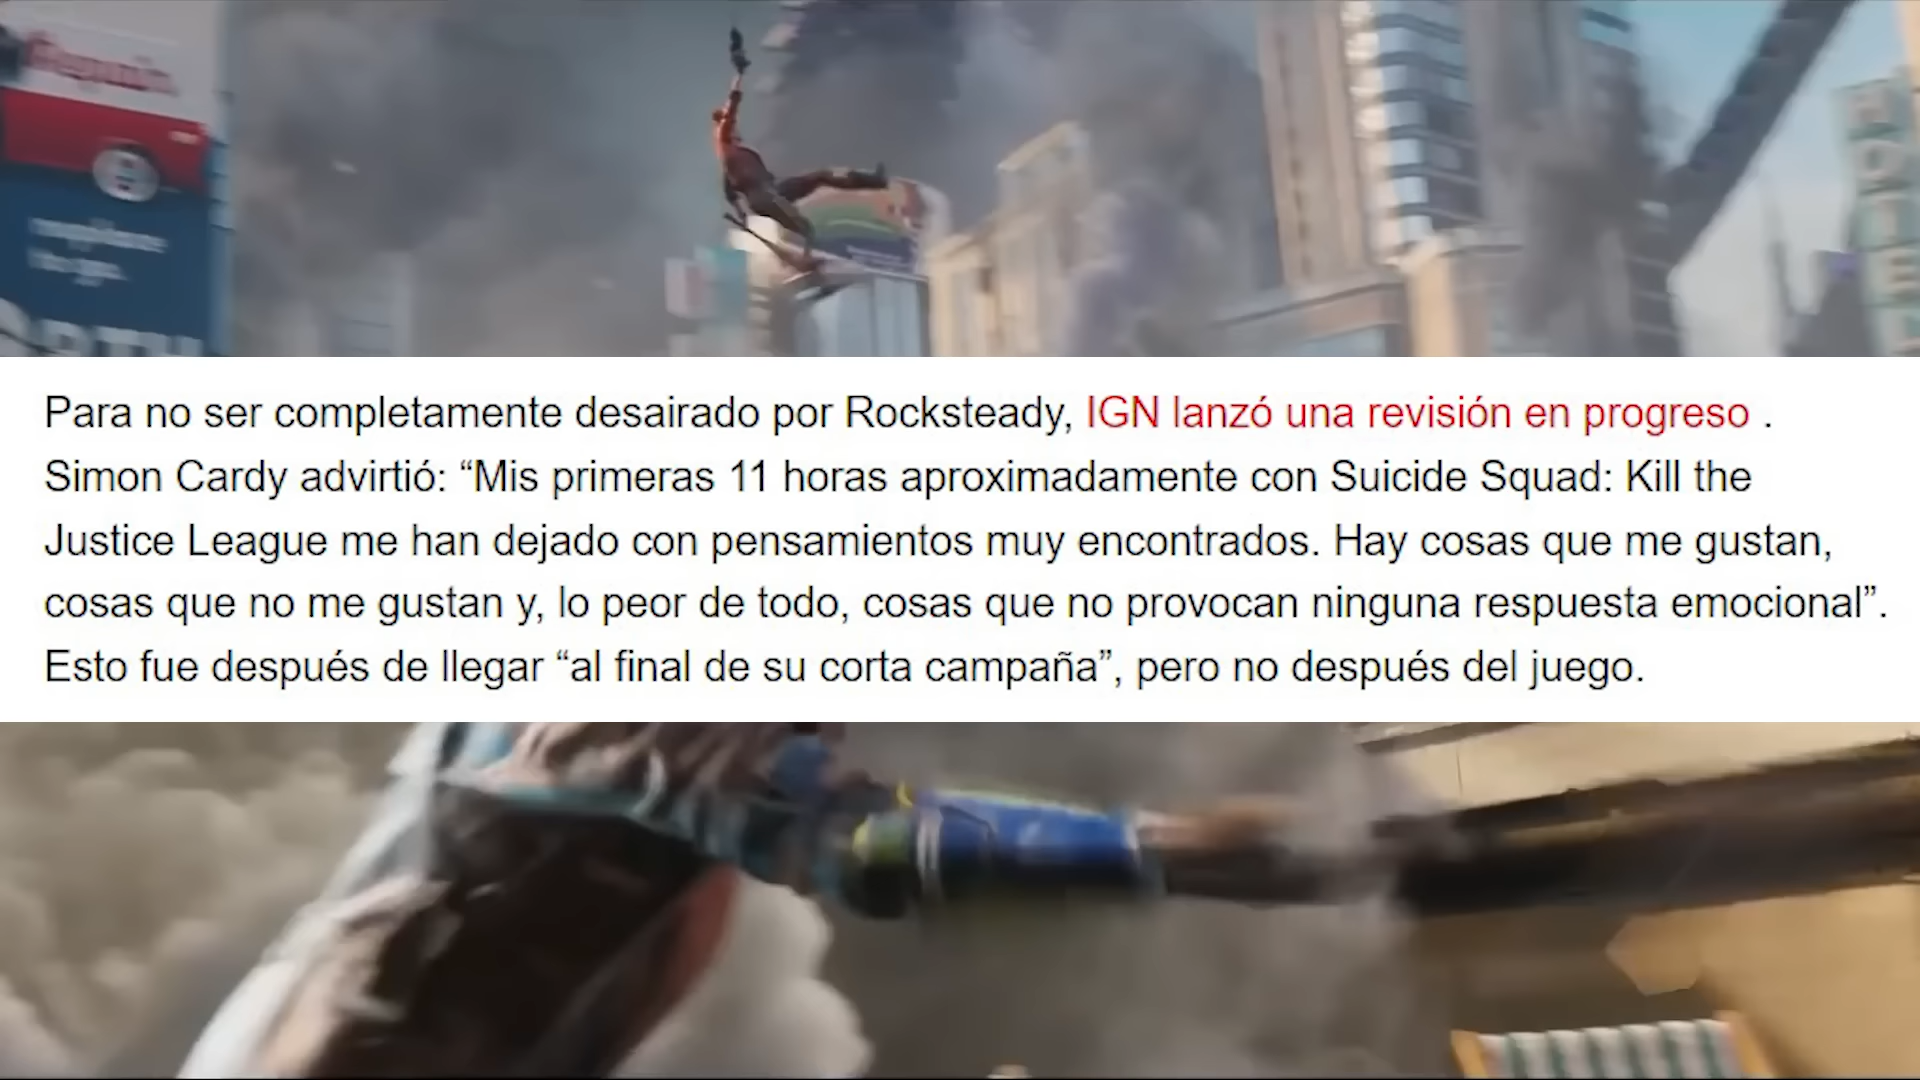 Para no ser completamente desairado por Rocksteady, IGN lanzó una revisión en progreso .
Simon Cardy advirtió: “Mis primeras 11 horas aproximadamente con Suicide Squad: Kill the
Justice League me han dejado con pensamientos muy encontrados. Hay cosas que me gustan,
cosas que no me gustan y, lo peor de todo, cosas que no provocan ninguna respuesta emocional”.
Esto fue después de llegar “al final de su corta campaña”, pero no después del juego.
HOTEL